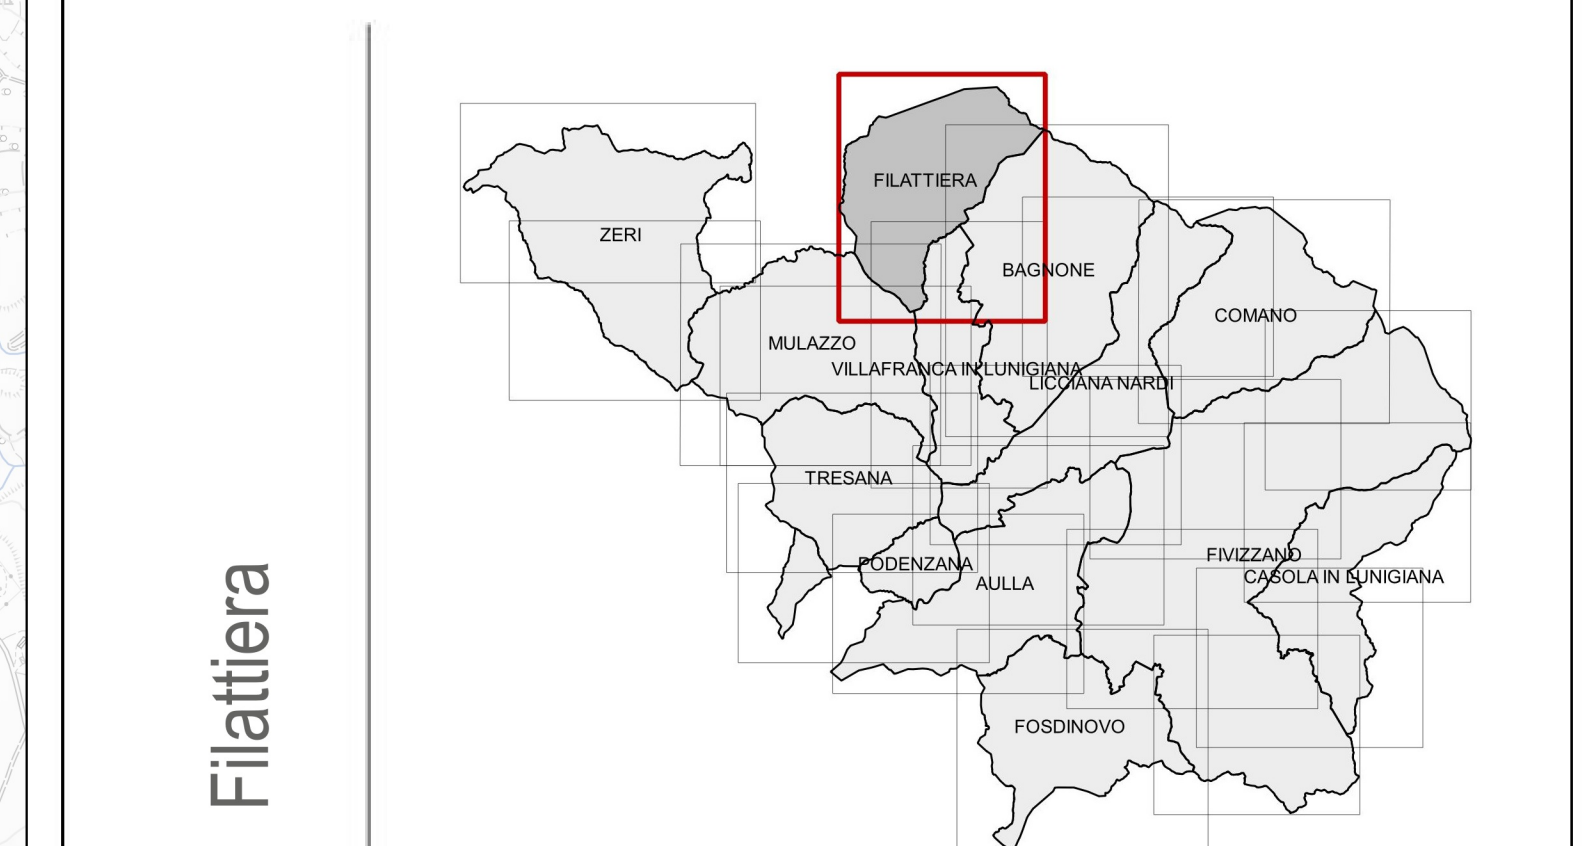 Filattiera
FILATTIERA
ZERI
BAGNONE
COMANO
MULAZZO
VILLAFRANCA IN LUNIGIANA
LICCIANA NARDI
TRESANA
FIVIZZANO
PODENZANA
CASOLA IN LUNIGIANA
AULLA
FOSDINOVO